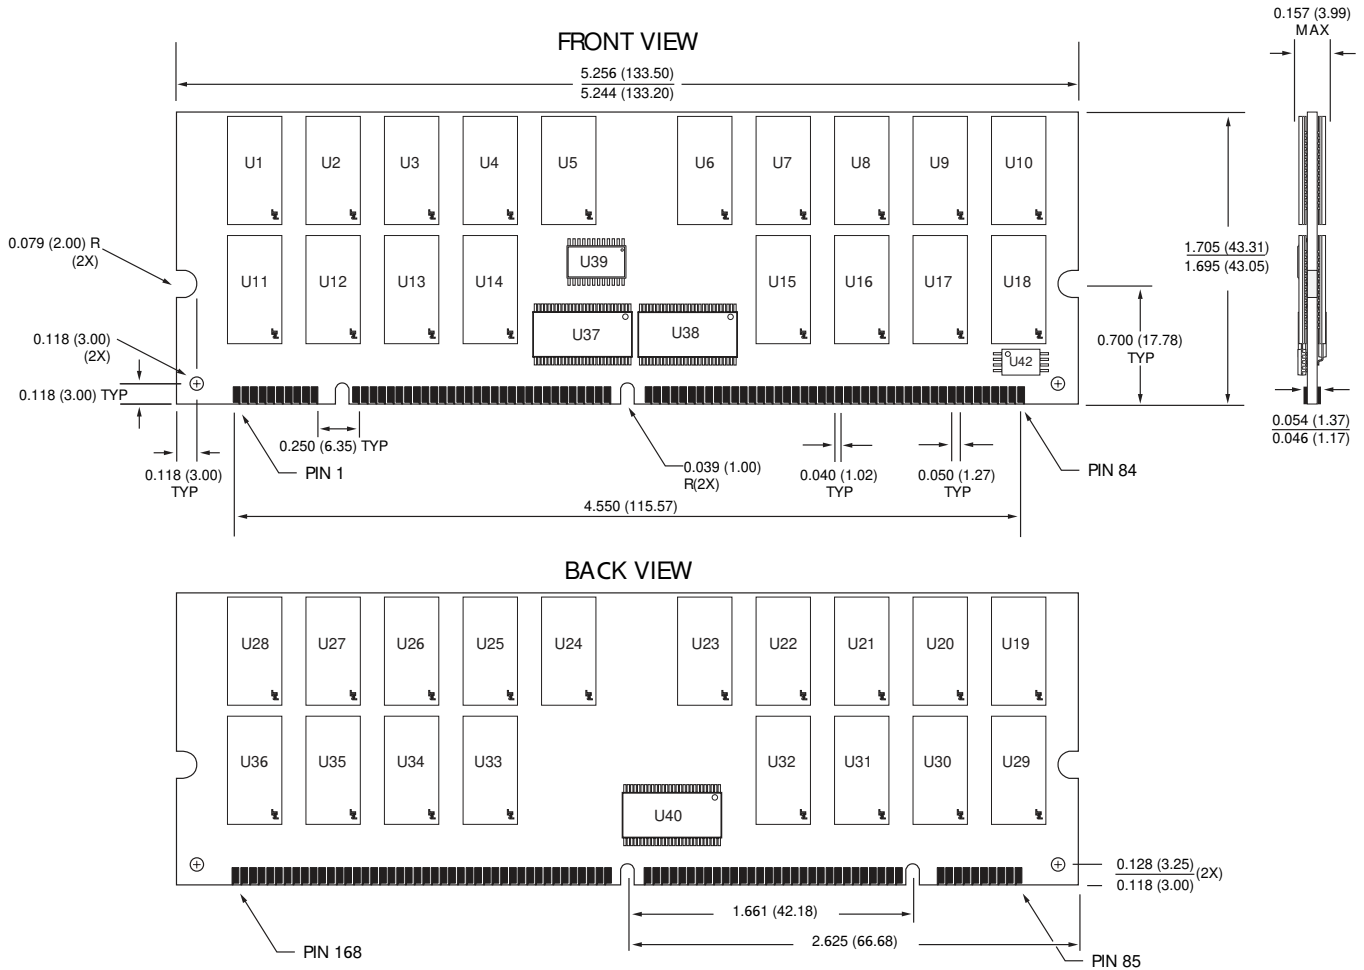 0.157 (3.99)
MAX
FRONT VIEW
5.256 (133.50)
5.244 (133.20)
U1 U2 U3 U4 U5 U6 U7 U8 U9 U10
0.079 (2.00) R
(2X)
U39
1.705 (43.31)
1.695 (43.05)
U11 U12 U13 U14 U15 U16 U17 U18
U37 U38
0.118 (3.00)
(2X)
0.700 (17.78)
TYP
U42
0.118 (3.00) TYP
0.054 (1.37)
0.046 (1.17)
0.250 (6.35) TYP
0.118 (3.00)
TYP
PIN 1
0.039 (1.00)
R(2X)
0.040 (1.02)
TYP
0.050 (1.27)
TYP
PIN 84
4.550 (115.57)
BACK VIEW
U28 U27 U26 U25 U24 U23 U22 U21 U20 U19
U36 U35 U34 U33 U32 U31 U30 U29
U40
0.128 (3.25)
0.118 (3.00)
(2X)
1.661 (42.18)
2.625 (66.68)
PIN 168
PIN 85